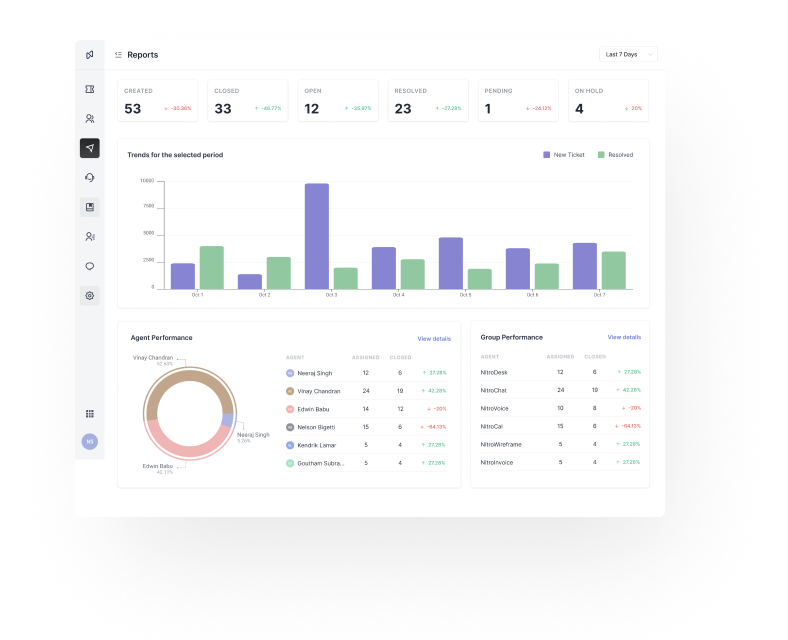 Reports
Last 7 Days
CREATED
53
↓ -30.38%
CLOSED
33
↑ -46.77%
OPEN
12
↑ -35.97%
RESOLVED
23
↑ -27.28%
PENDING
1
↓ -24.12%
ON HOLD
4
↓ 20%
Trends for the selected period
New Ticket
Resolved
10000
7500
5000
2500
0
Oct 1
Oct 2
Oct 3
Oct 4
Oct 5
Oct 6
Oct 7
Agent Performance
View details
Vinay Chandran
52.63%
Neeraj Singh
5.26%
Edwin Babu
42.11%
AGENT ASSIGNED CLOSED
Neeraj Singh 12 6 ↑ 27.28%
Vinay Chandran 24 19 ↑ 42.28%
Edwin Babu 14 12 ↓ -20%
Nelson Bigetti 15 6 ↓ -64.13%
Kendrik Lamar 5 4 ↑ 27.28%
Goutham Subra... 5 4 ↑ 27.28%
Group Performance
View details
AGENT ASSIGNED CLOSED
NitroDesk 12 6 ↑ 27.28%
NitroChat 24 19 ↑ 42.28%
NitroVoice 10 8 ↓ -20%
NitroCal 15 6 ↓ -64.13%
NitroWireframe 5 4 ↑ 27.28%
NitroInvoice 5 4 ↑ 27.28%
NS